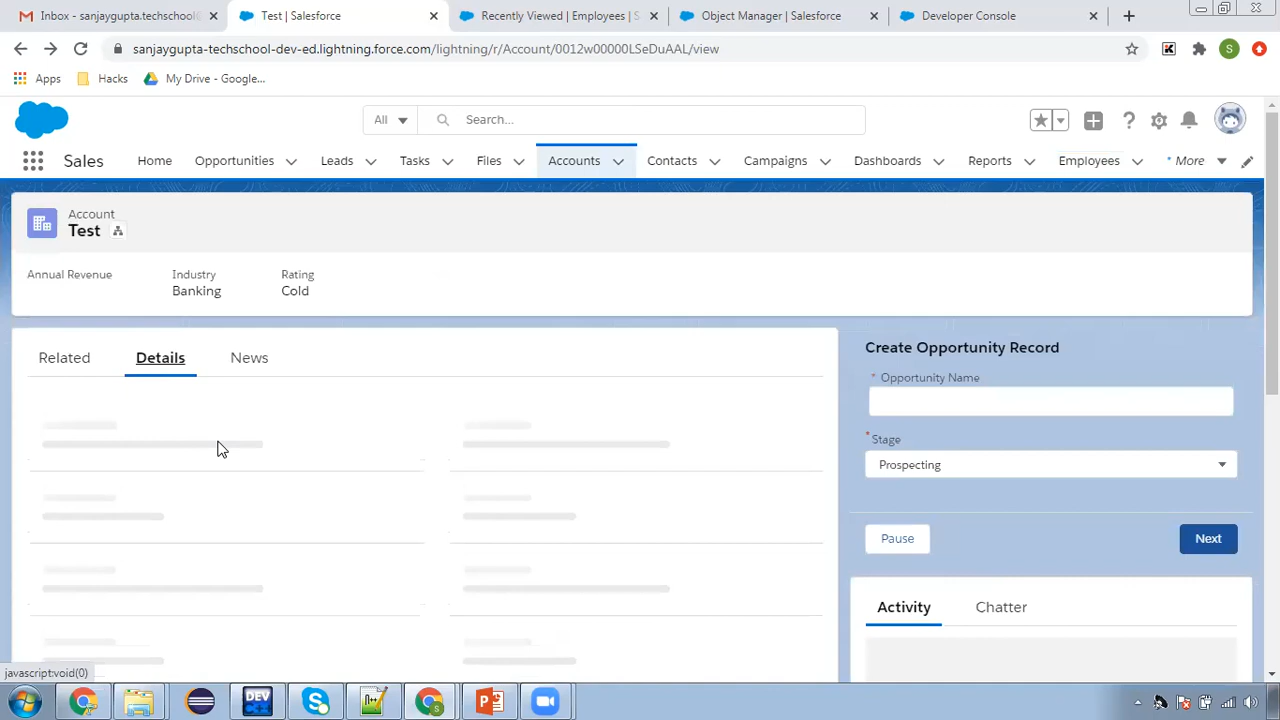 Inbox - sanjaygupta.techschool@
Test | Salesforce
Recently Viewed | Employees | S
Object Manager | Salesforce
Developer Console
sanjaygupta-techschool-dev-ed.lightning.force.com/lightning/r/Account/0012w00000LSeDuAAL/view
S
Apps
Hacks
My Drive - Google...
All
Search...
Sales
Home
Opportunities
Leads
Tasks
Files
Accounts
Contacts
Campaigns
Dashboards
Reports
Employees
* More
Account
Test
Annual Revenue
Industry
Rating
Banking
Cold
Related
Details
News
Create Opportunity Record
* Opportunity Name
* Stage
Prospecting
Pause
Next
Activity
Chatter
javascript:void(0)